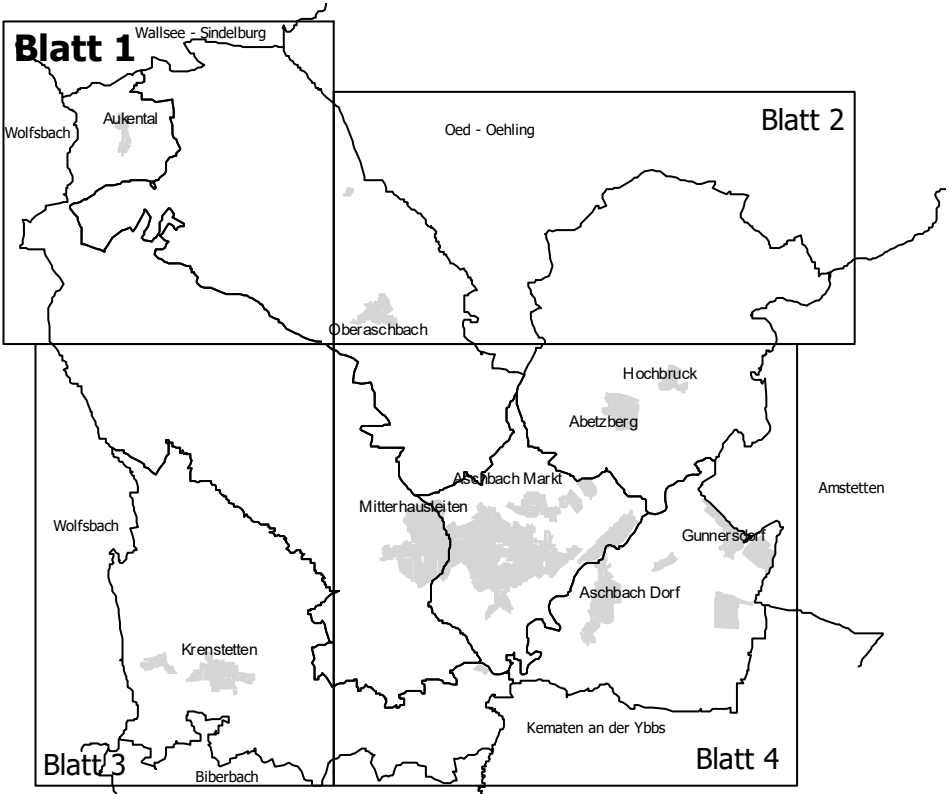 Wallsee - Sindelburg
Blatt 1
Aukental
Wolfsbach
Blatt 2
Oed - Oehling
Oberaschbach
Hochbruck
Abetzberg
Aschbach Markt
Amstetten
Mitterhausleiten
Wolfsbach
Gunnersdorf
Aschbach Dorf
Krenstetten
Kematen an der Ybbs
Blatt 4
Blatt 3
Biberbach